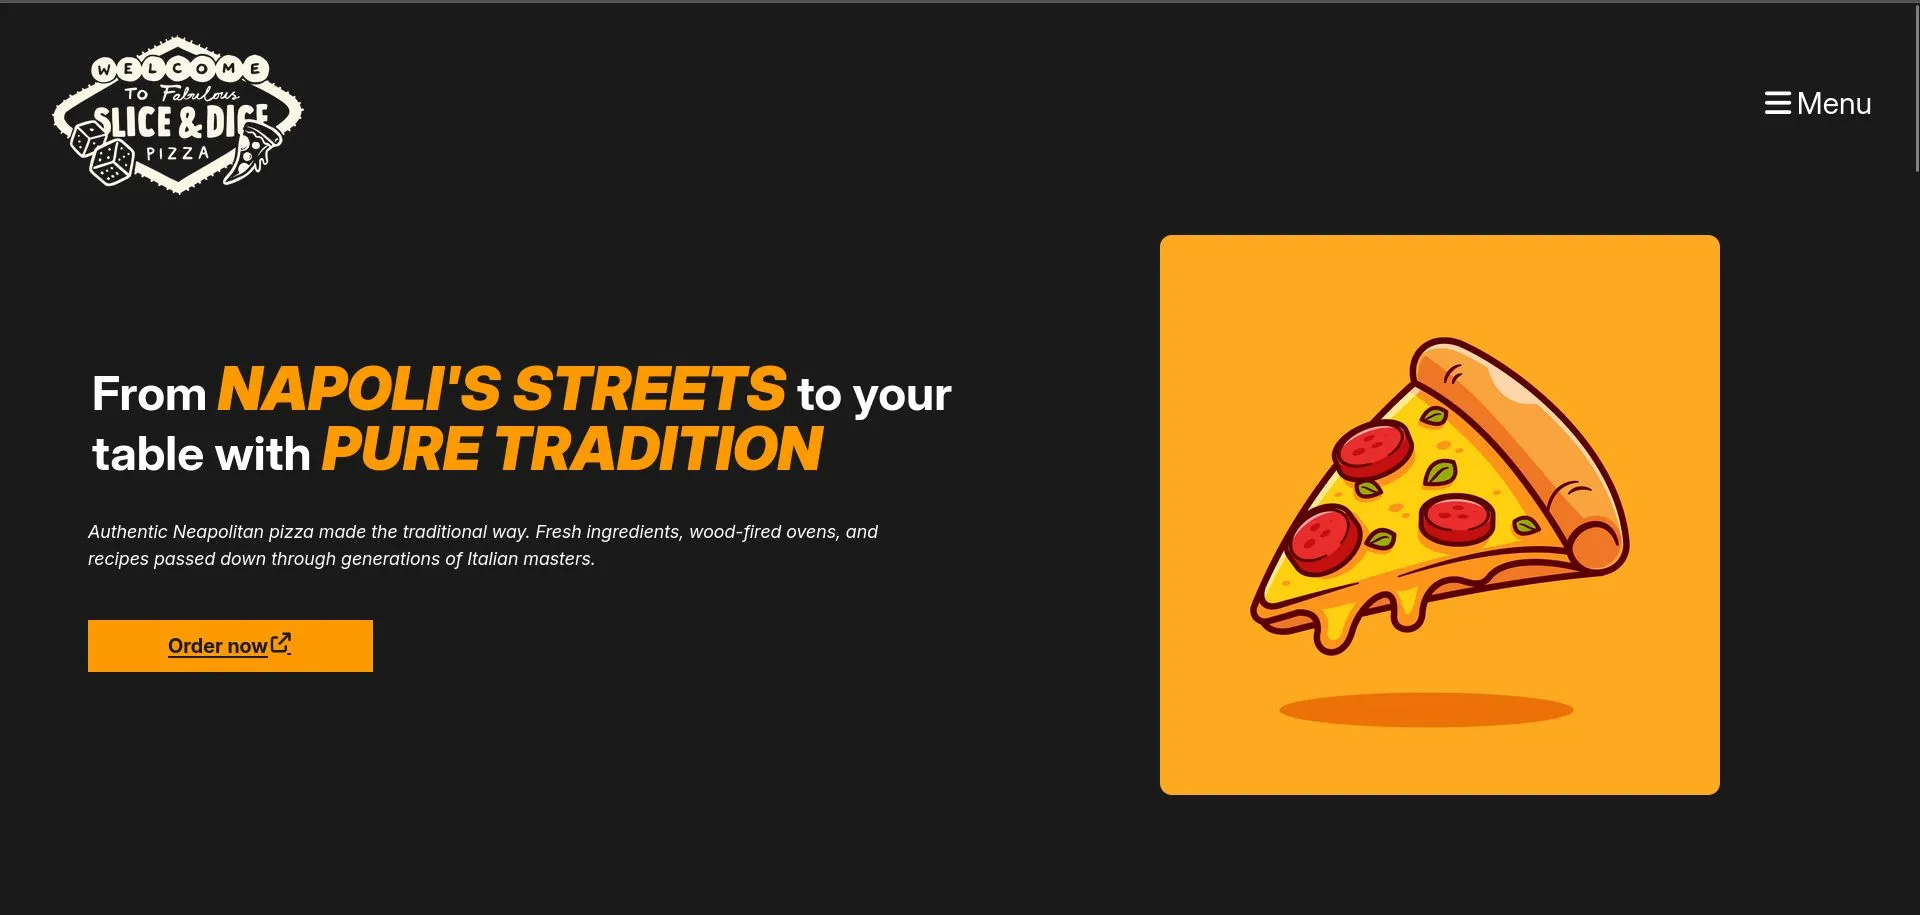 WELCOME
TO Fabulous
SLICE & DICE
PIZZA
Menu
From NAPOLI'S STREETS to your
table with PURE TRADITION
Authentic Neapolitan pizza made the traditional way. Fresh ingredients, wood-fired ovens, and
recipes passed down through generations of Italian masters.
Order now